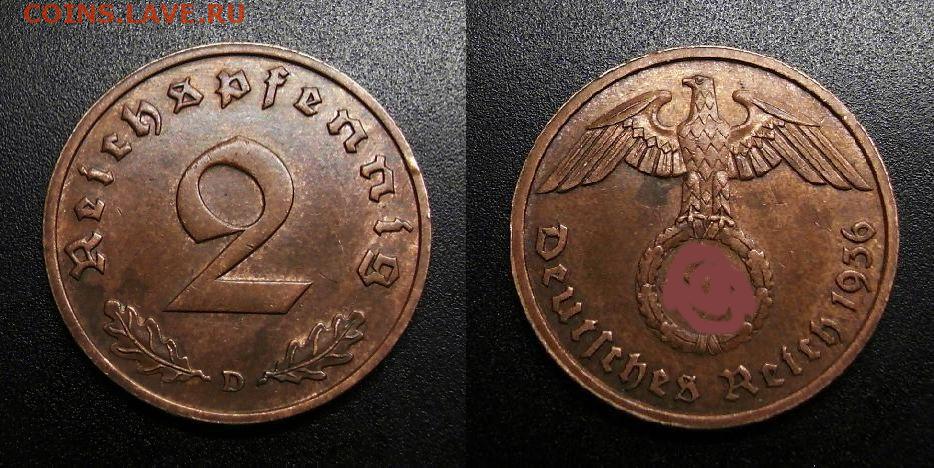 COINS.LAVE.RU
Reichspfennig
2
D
Deutsches Reich 1936